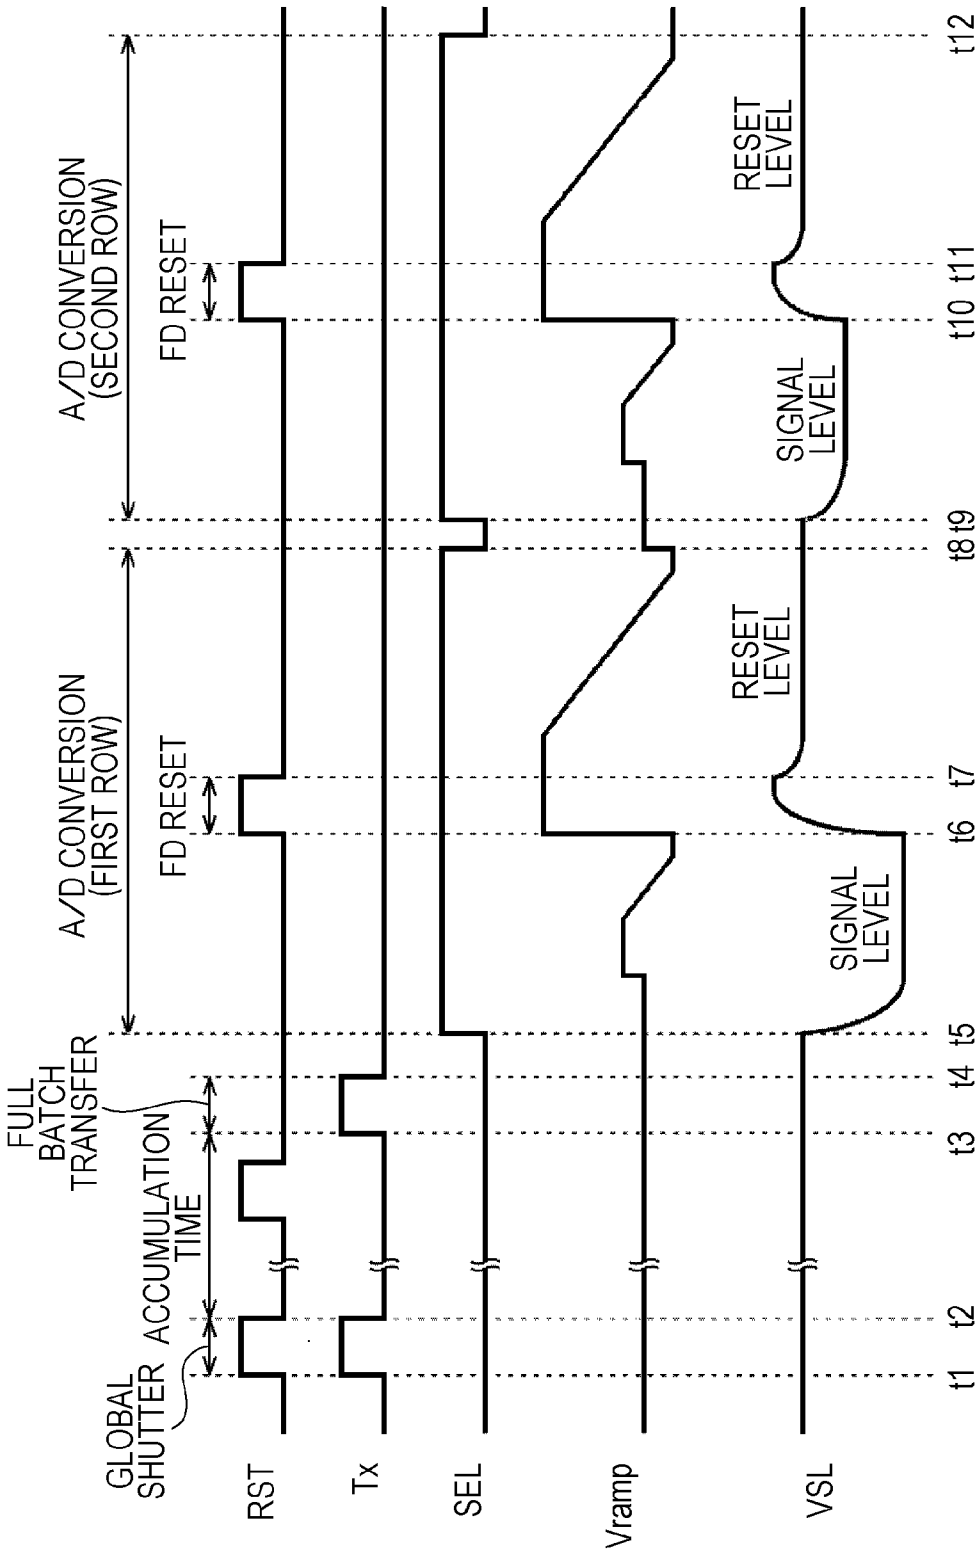 GLOBAL
SHUTTER
ACCUMULATION
TIME
FULL
BATCH
TRANSFER
A/D CONVERSION
(FIRST ROW)
FD RESET
A/D CONVERSION
(SECOND ROW)
FD RESET
RST
Tx
SEL
Vramp
VSL
SIGNAL
LEVEL
RESET
LEVEL
SIGNAL
LEVEL
RESET
LEVEL
t1 t2 t3 t4 t5 t6 t7 t8 t9 t10 t11 t12